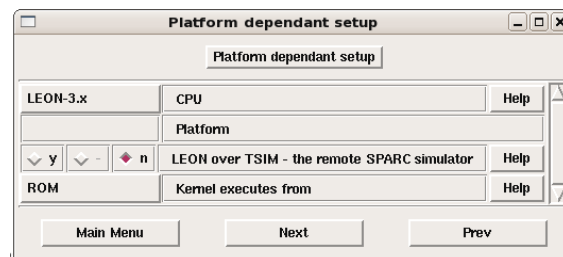 Platform dependant setup
Platform dependant setup
LEON-3.x CPU Help
Platform
y - n LEON over TSIM - the remote SPARC simulator Help
ROM Kernel executes from Help
Main Menu Next Prev